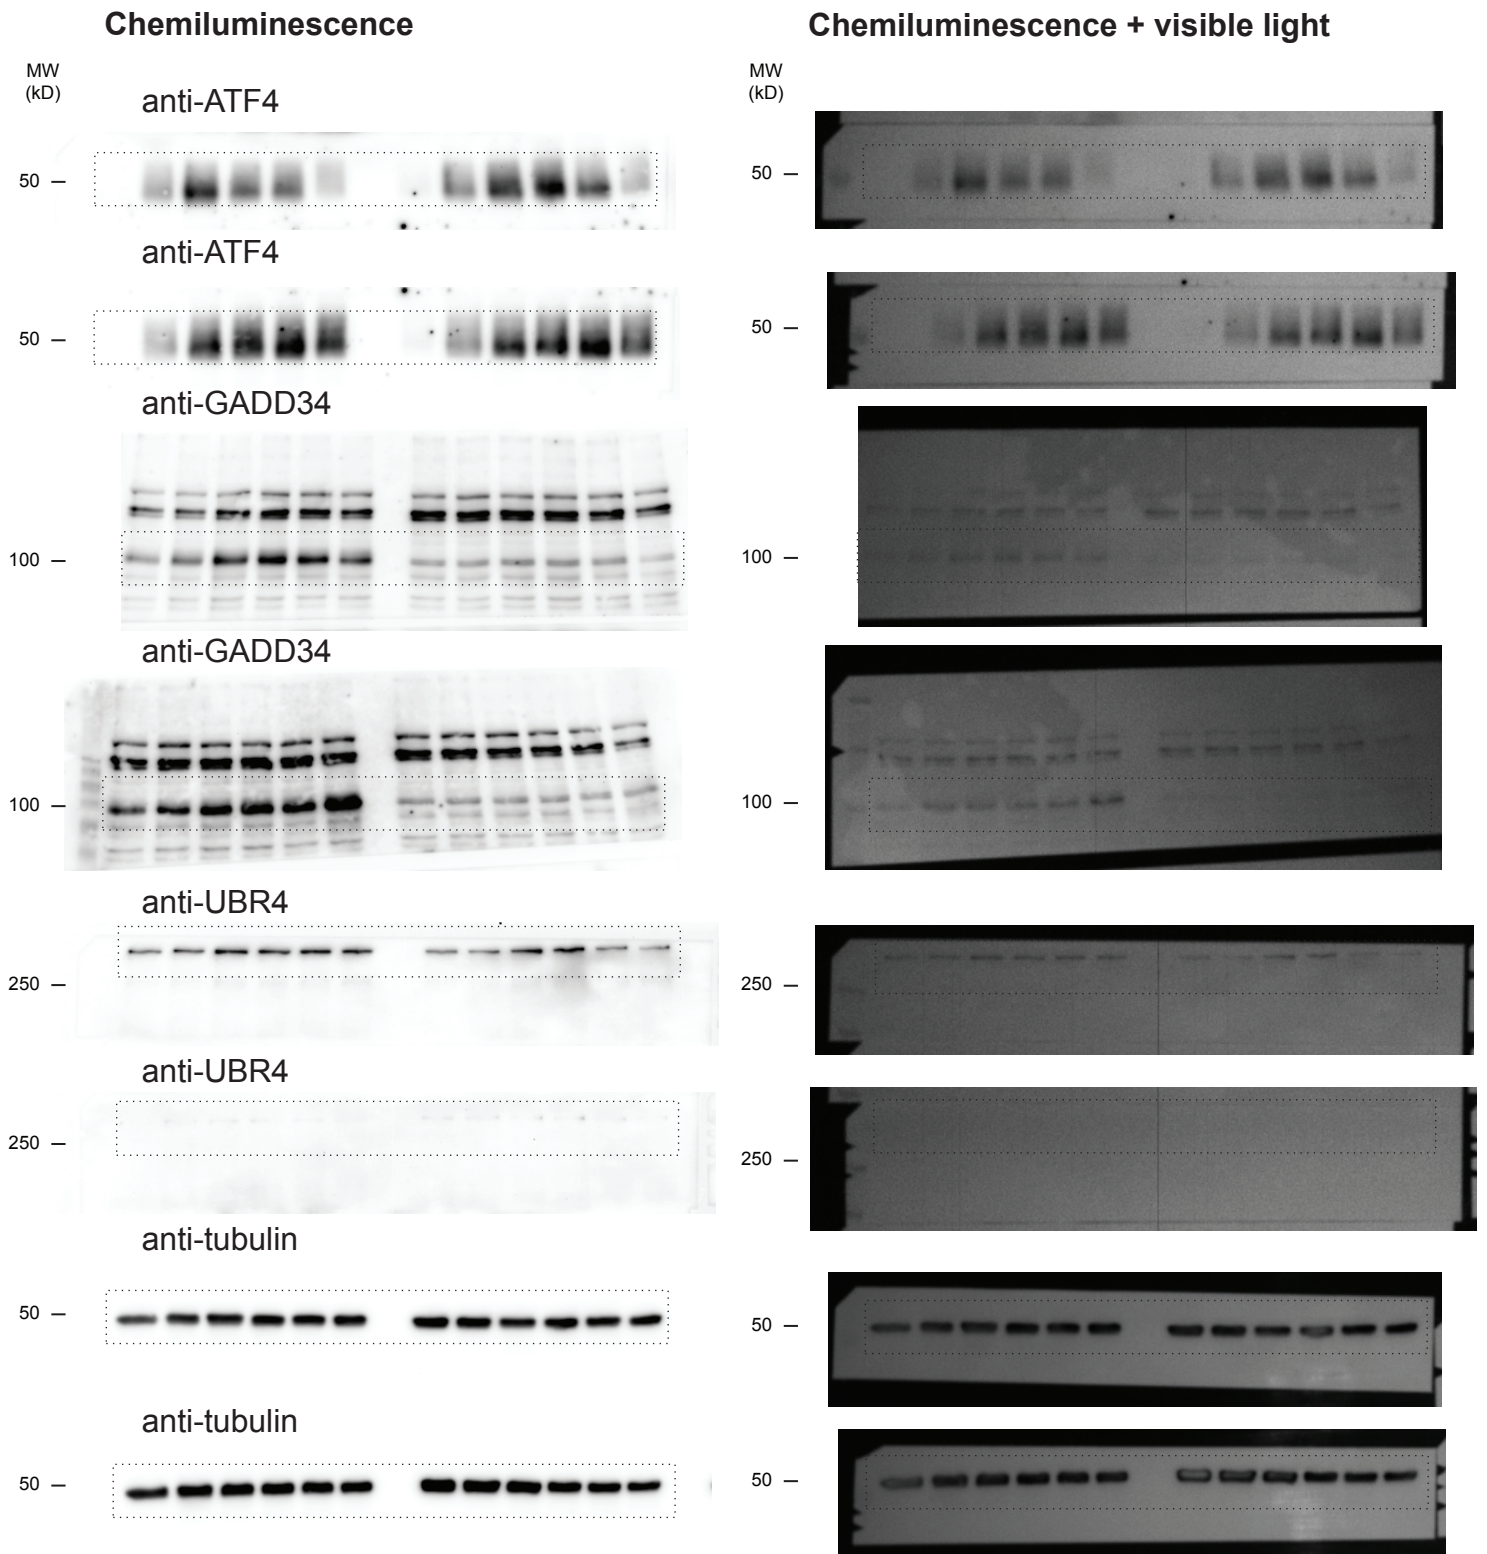 Chemiluminescence
Chemiluminescence + visible light
MW
(kD)
MW
(kD)
anti-ATF4
50
50
anti-ATF4
50
50
anti-GADD34
100
100
anti-GADD34
100
100
anti-UBR4
250
250
anti-UBR4
250
250
anti-tubulin
50
50
anti-tubulin
50
50